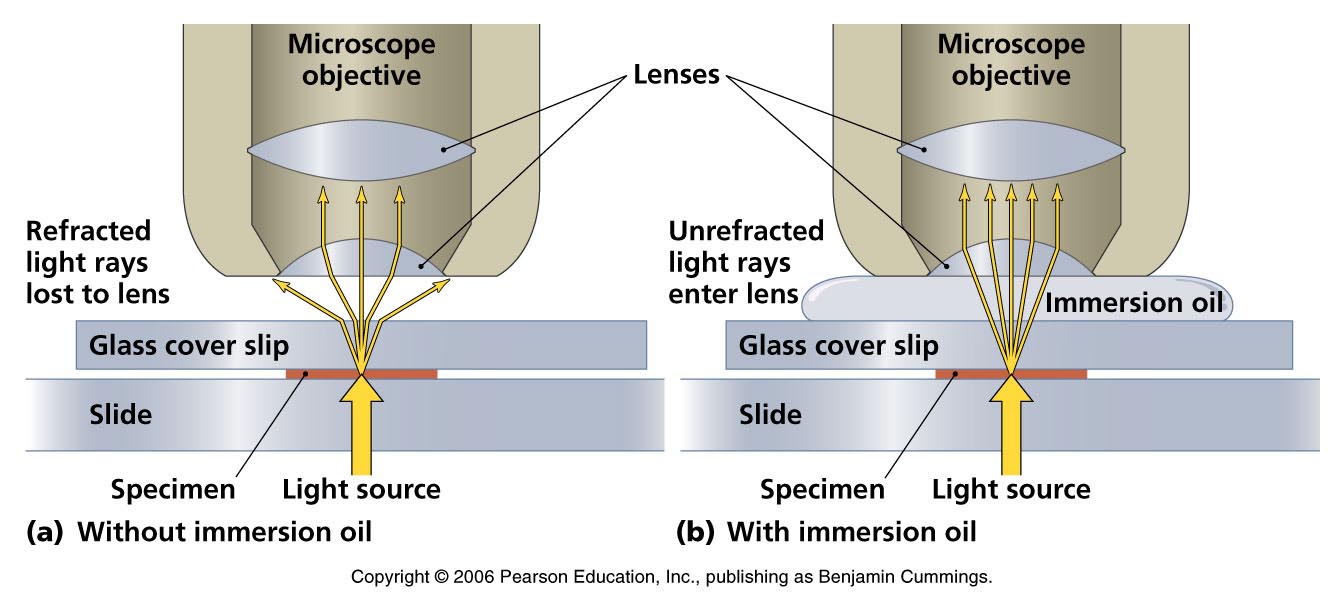 Microscope
objective
Lenses
Microscope
objective
Refracted
light rays
lost to lens
Unrefracted
light rays
enter lens
Immersion oil
Glass cover slip
Glass cover slip
Slide
Slide
Specimen
Light source
Specimen
Light source
(a) Without immersion oil
(b) With immersion oil
Copyright © 2006 Pearson Education, Inc., publishing as Benjamin Cummings.